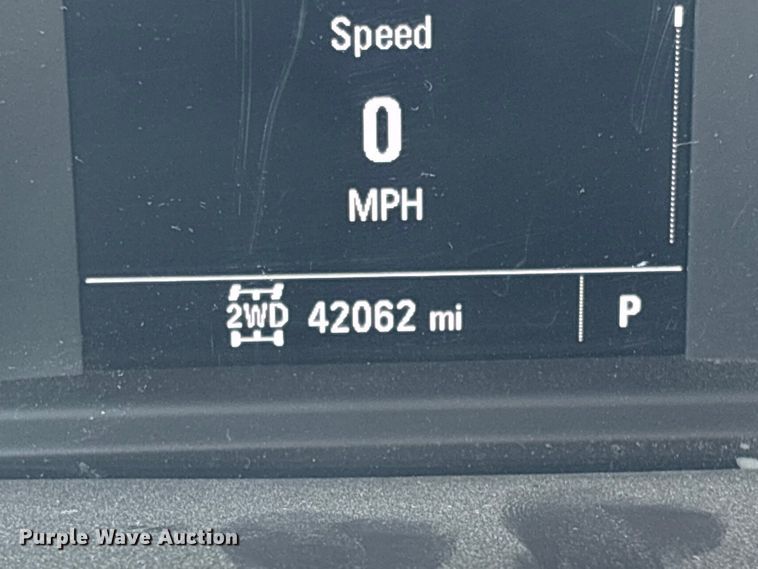 Speed
0
MPH
2WD 42062 mi P
Purple Wave Auction